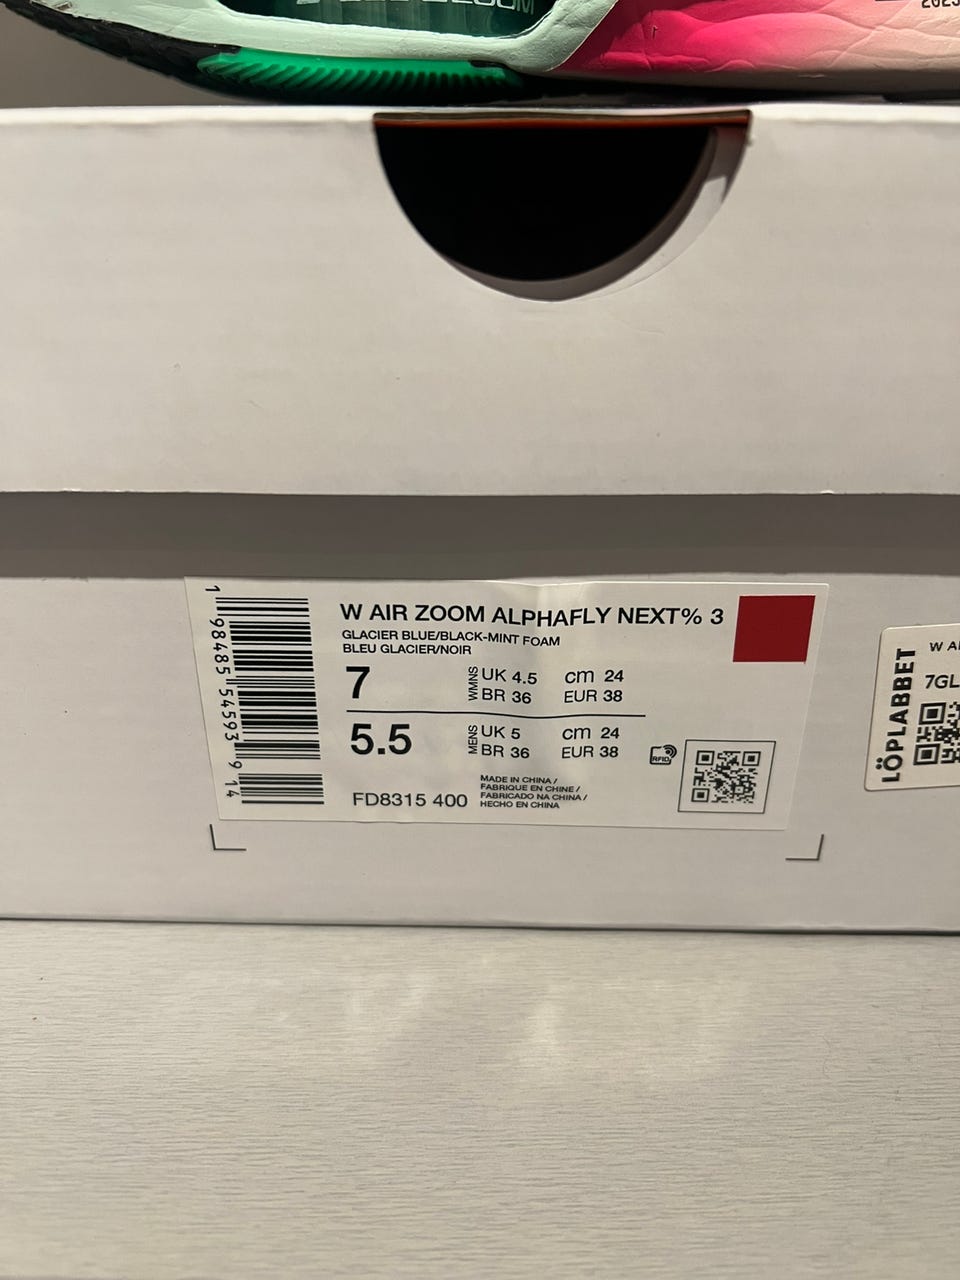 ZOOM
W AIR ZOOM ALPHAFLY NEXT% 3
GLACIER BLUE/BLACK-MINT FOAM
BLEU GLACIER/NOIR
7 WMNS UK 4.5 cm 24
BR 36 EUR 38
5.5 MENS UK 5 cm 24
BR 36 EUR 38
RFID
FD8315 400
MADE IN CHINA /
FABRIQUE EN CHINE /
FABRICADO NA CHINA /
HECHO EN CHINA
1 98485 54593 9 14
LÖPLABBET
W
7GL